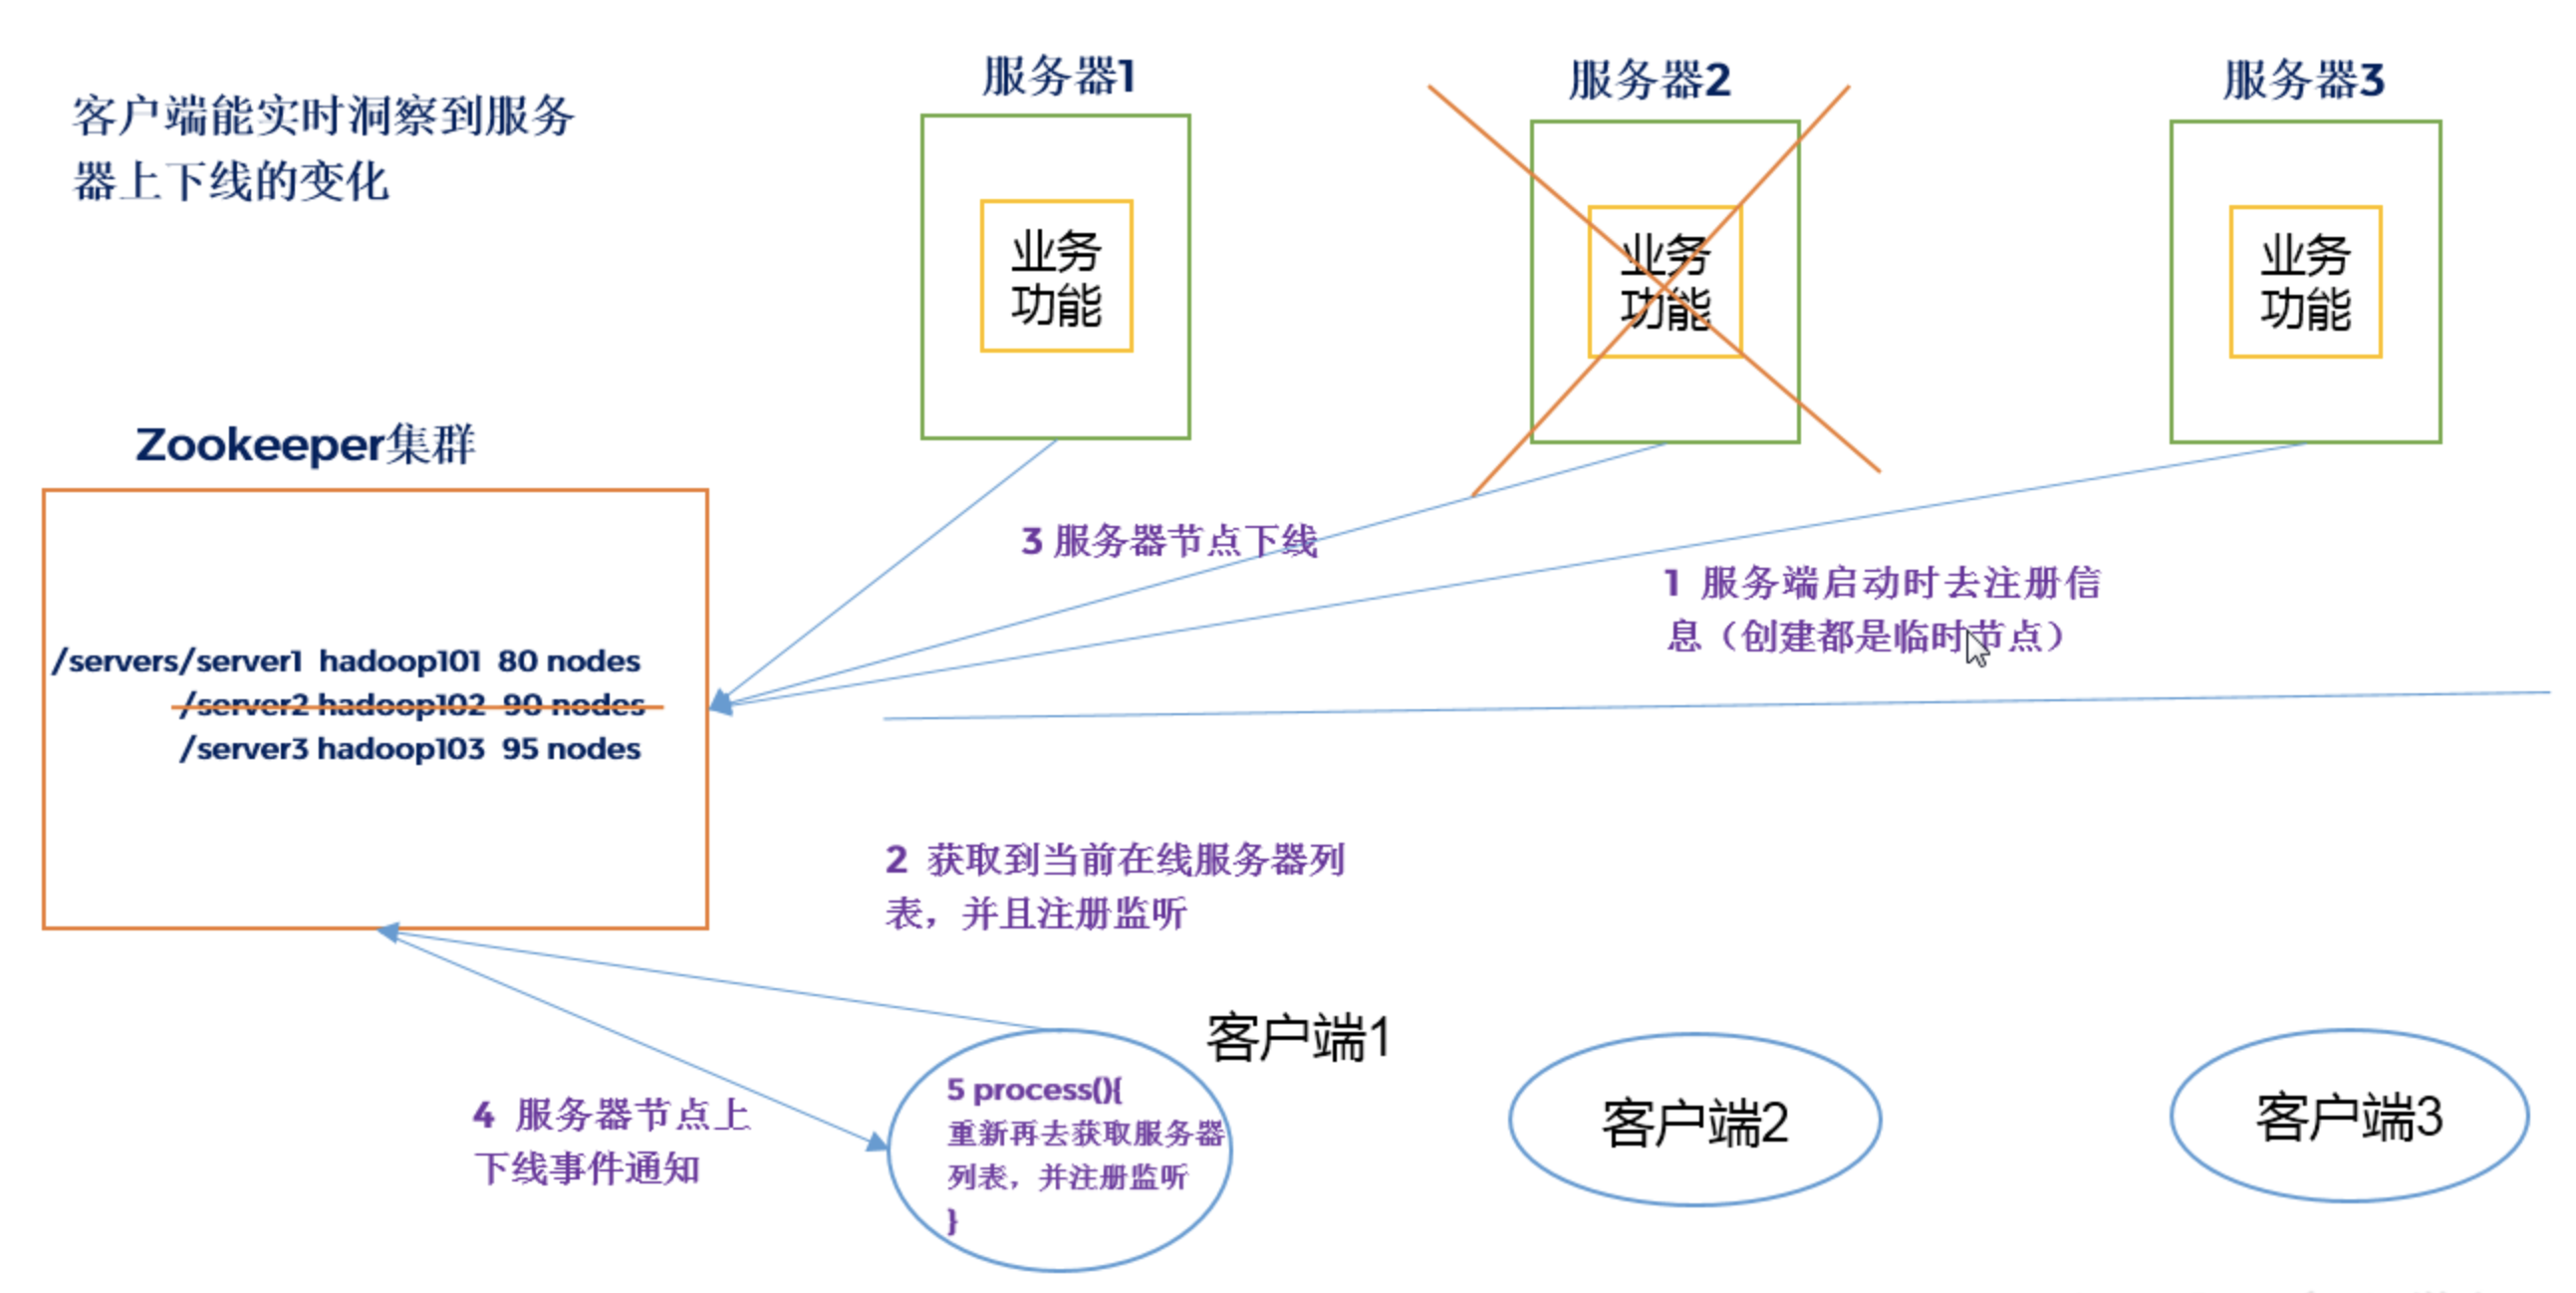 客户端能实时洞察到服务
器上下线的变化
服务器1
服务器2
服务器3
业务
功能
业务
功能
业务
功能
Zookeeper集群
/servers/server1 hadoop101 80 nodes
/server2 hadoop102 90 nodes
/server3 hadoop103 95 nodes
3 服务器节点下线
1 服务端启动时去注册信
息（创建都是临时节点）
2 获取到当前在线服务器列
表，并且注册监听
4 服务器节点上
下线事件通知
客户端1
5 process(){
重新再去获取服务器
列表，并注册监听
}
客户端2
客户端3